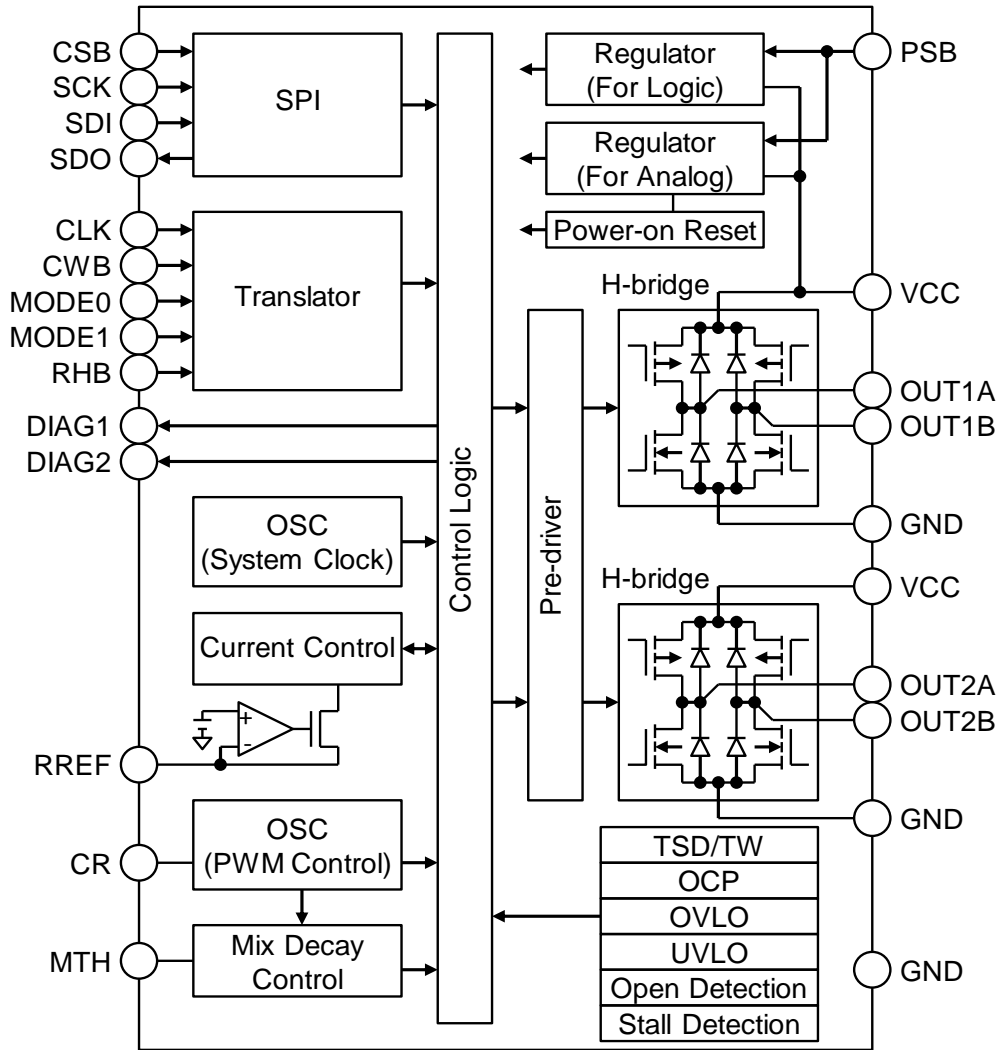 CSB
SCK
SDI
SDO
SPI
CLK
CWB
MODE0
MODE1
RHB
Translator
DIAG1
DIAG2
OSC
(System Clock)
Current Control
+
-
RREF
CR
OSC
(PWM Control)
MTH
Mix Decay
Control
Control Logic
Regulator
(For Logic)
Regulator
(For Analog)
Power-on Reset
PSB
Pre-driver
H-bridge
VCC
OUT1A
OUT1B
GND
H-bridge
VCC
OUT2A
OUT2B
GND
TSD/TW
OCP
OVLO
UVLO
Open Detection
Stall Detection
GND